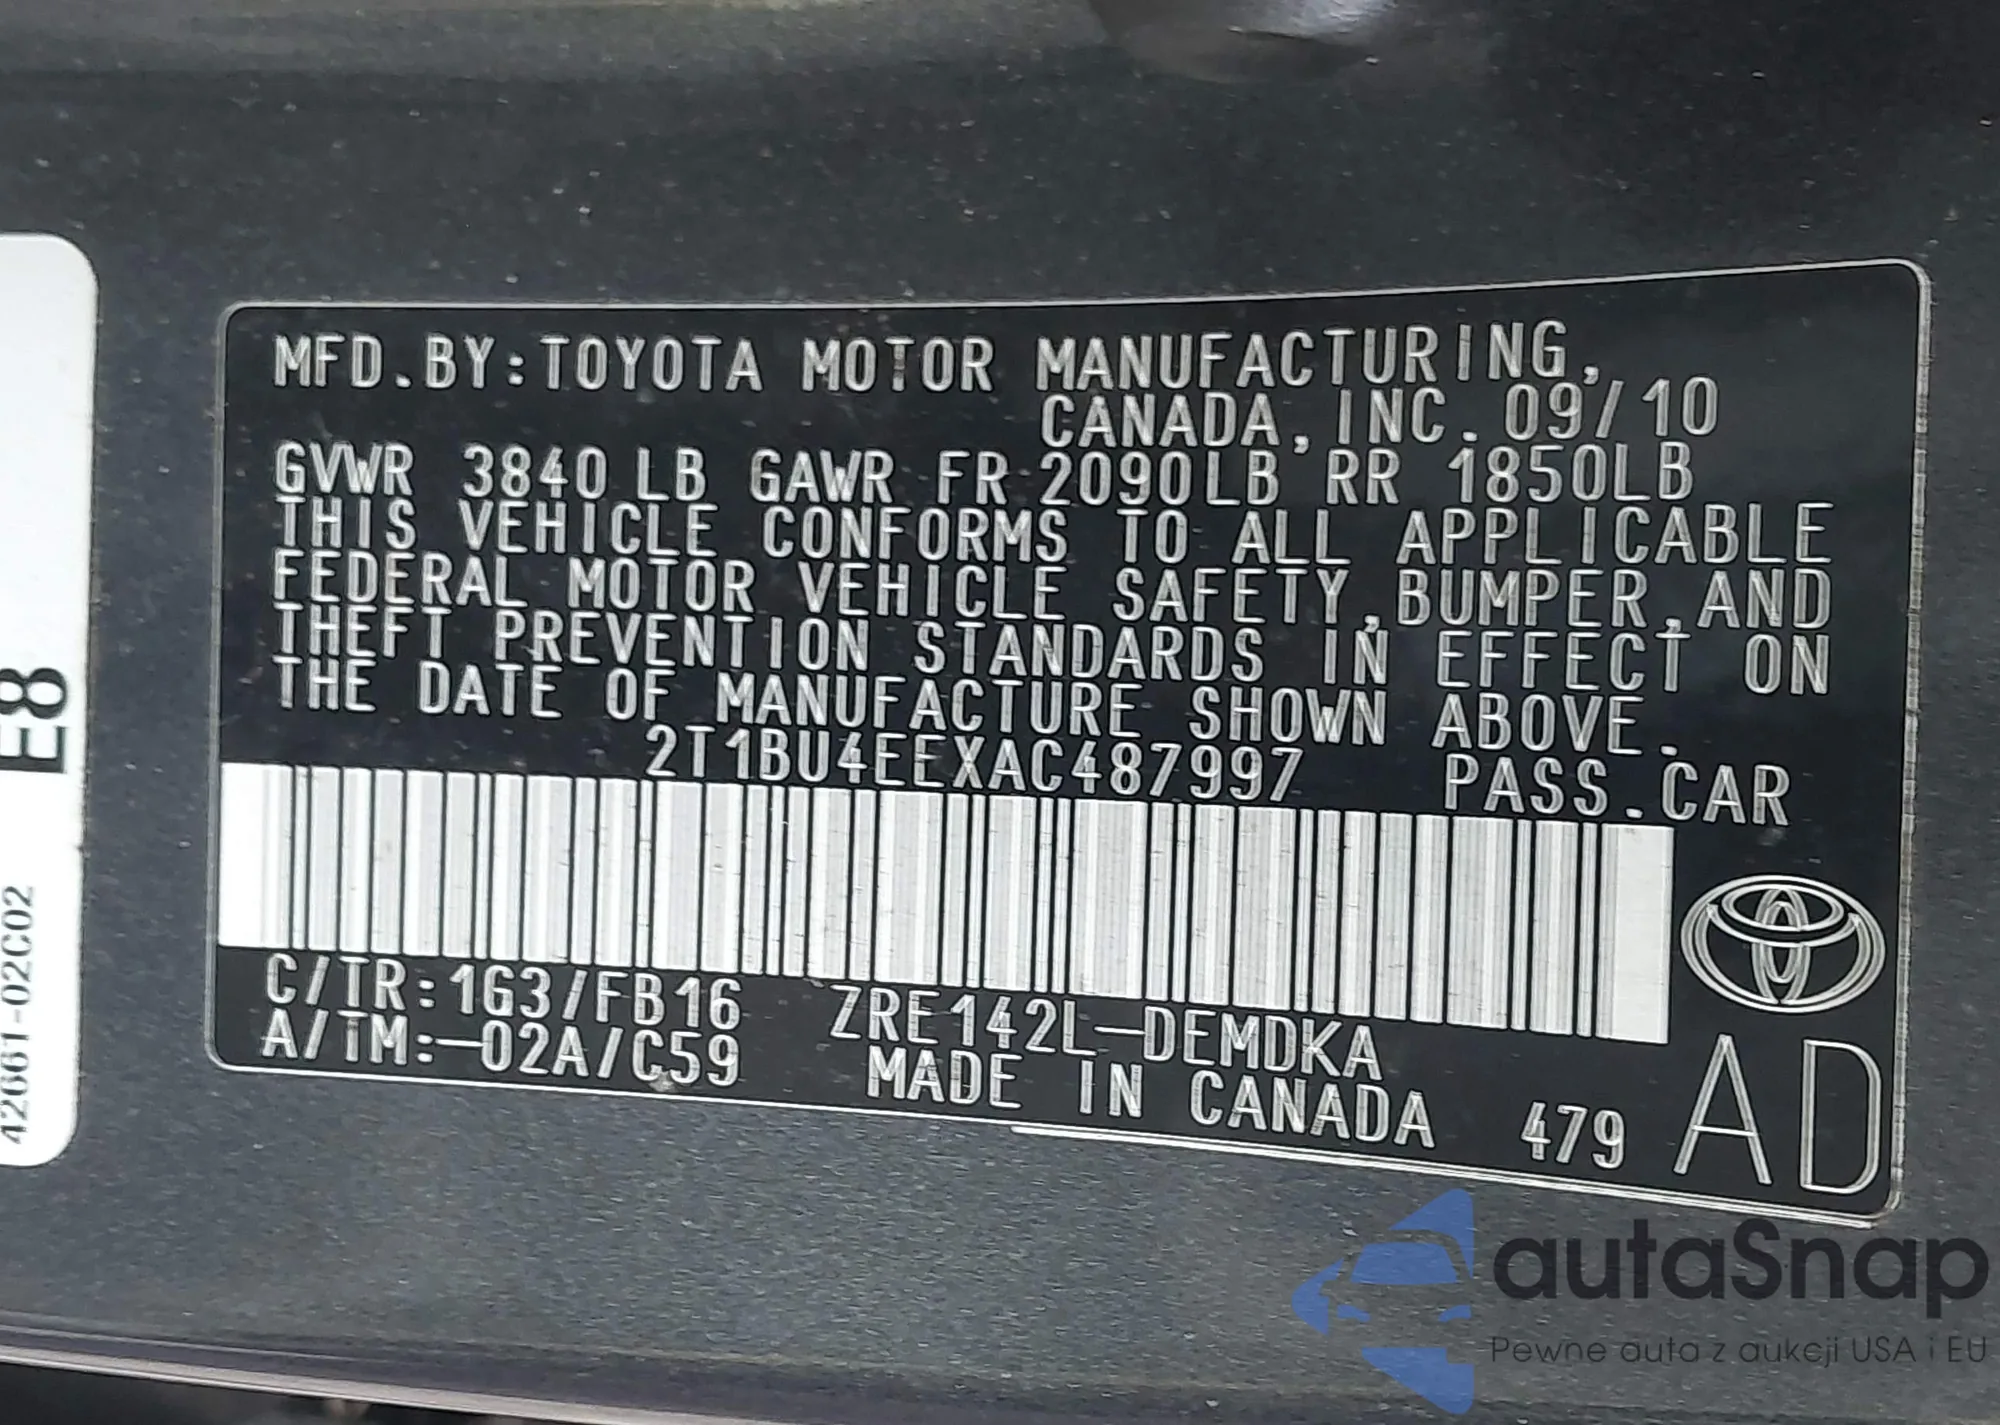 MFD.BY:TOYOTA MOTOR MANUFACTURING,
CANADA,INC. 09/10
GVWR 3840LB GAWR FR 2090LB RR 1850LB
THIS VEHICLE CONFORMS TO ALL APPLICABLE
FEDERAL MOTOR VEHICLE SAFETY,BUMPER,AND
THEFT PREVENTION STANDARDS IN EFFECT ON
THE DATE OF MANUFACTURE SHOWN ABOVE.
2T1BU4EEXAC487997 PASS.CAR
C/TR:1G3/FB16 ZRE142L-DEMDKA
A/TM:-02A/C59 MADE IN CANADA 479 AD
E8
42661-02C02
autaSnap
Pewne auta z aukcji USA i EU